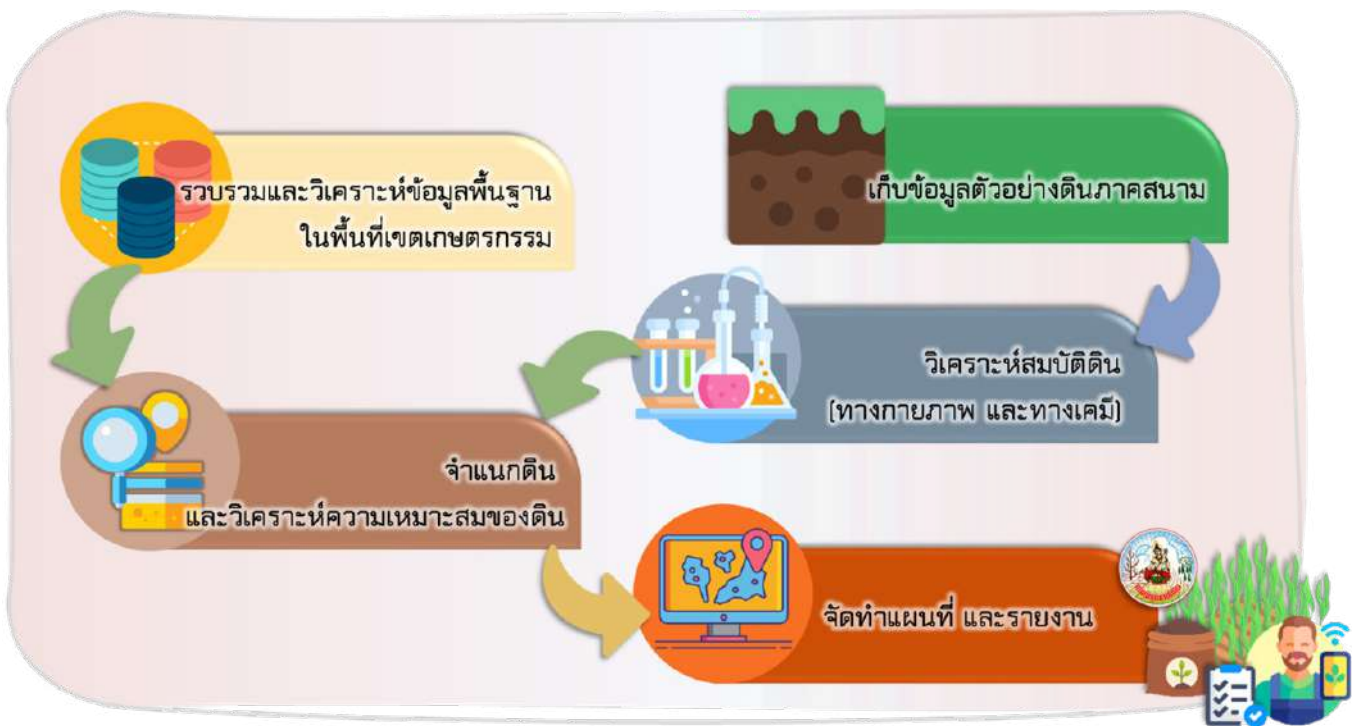 รวบรวมและวิเคราะห์ข้อมูลพื้นฐาน
ในพื้นที่เขตเกษตรกรรม
เก็บข้อมูลตัวอย่างดินภาคสนาม
วิเคราะห์สมบัติดิน
(ทางกายภาพ และทางเคมี)
จำแนกดิน
และวิเคราะห์ความเหมาะสมของดิน
จัดทำแผนที่ และรายงาน